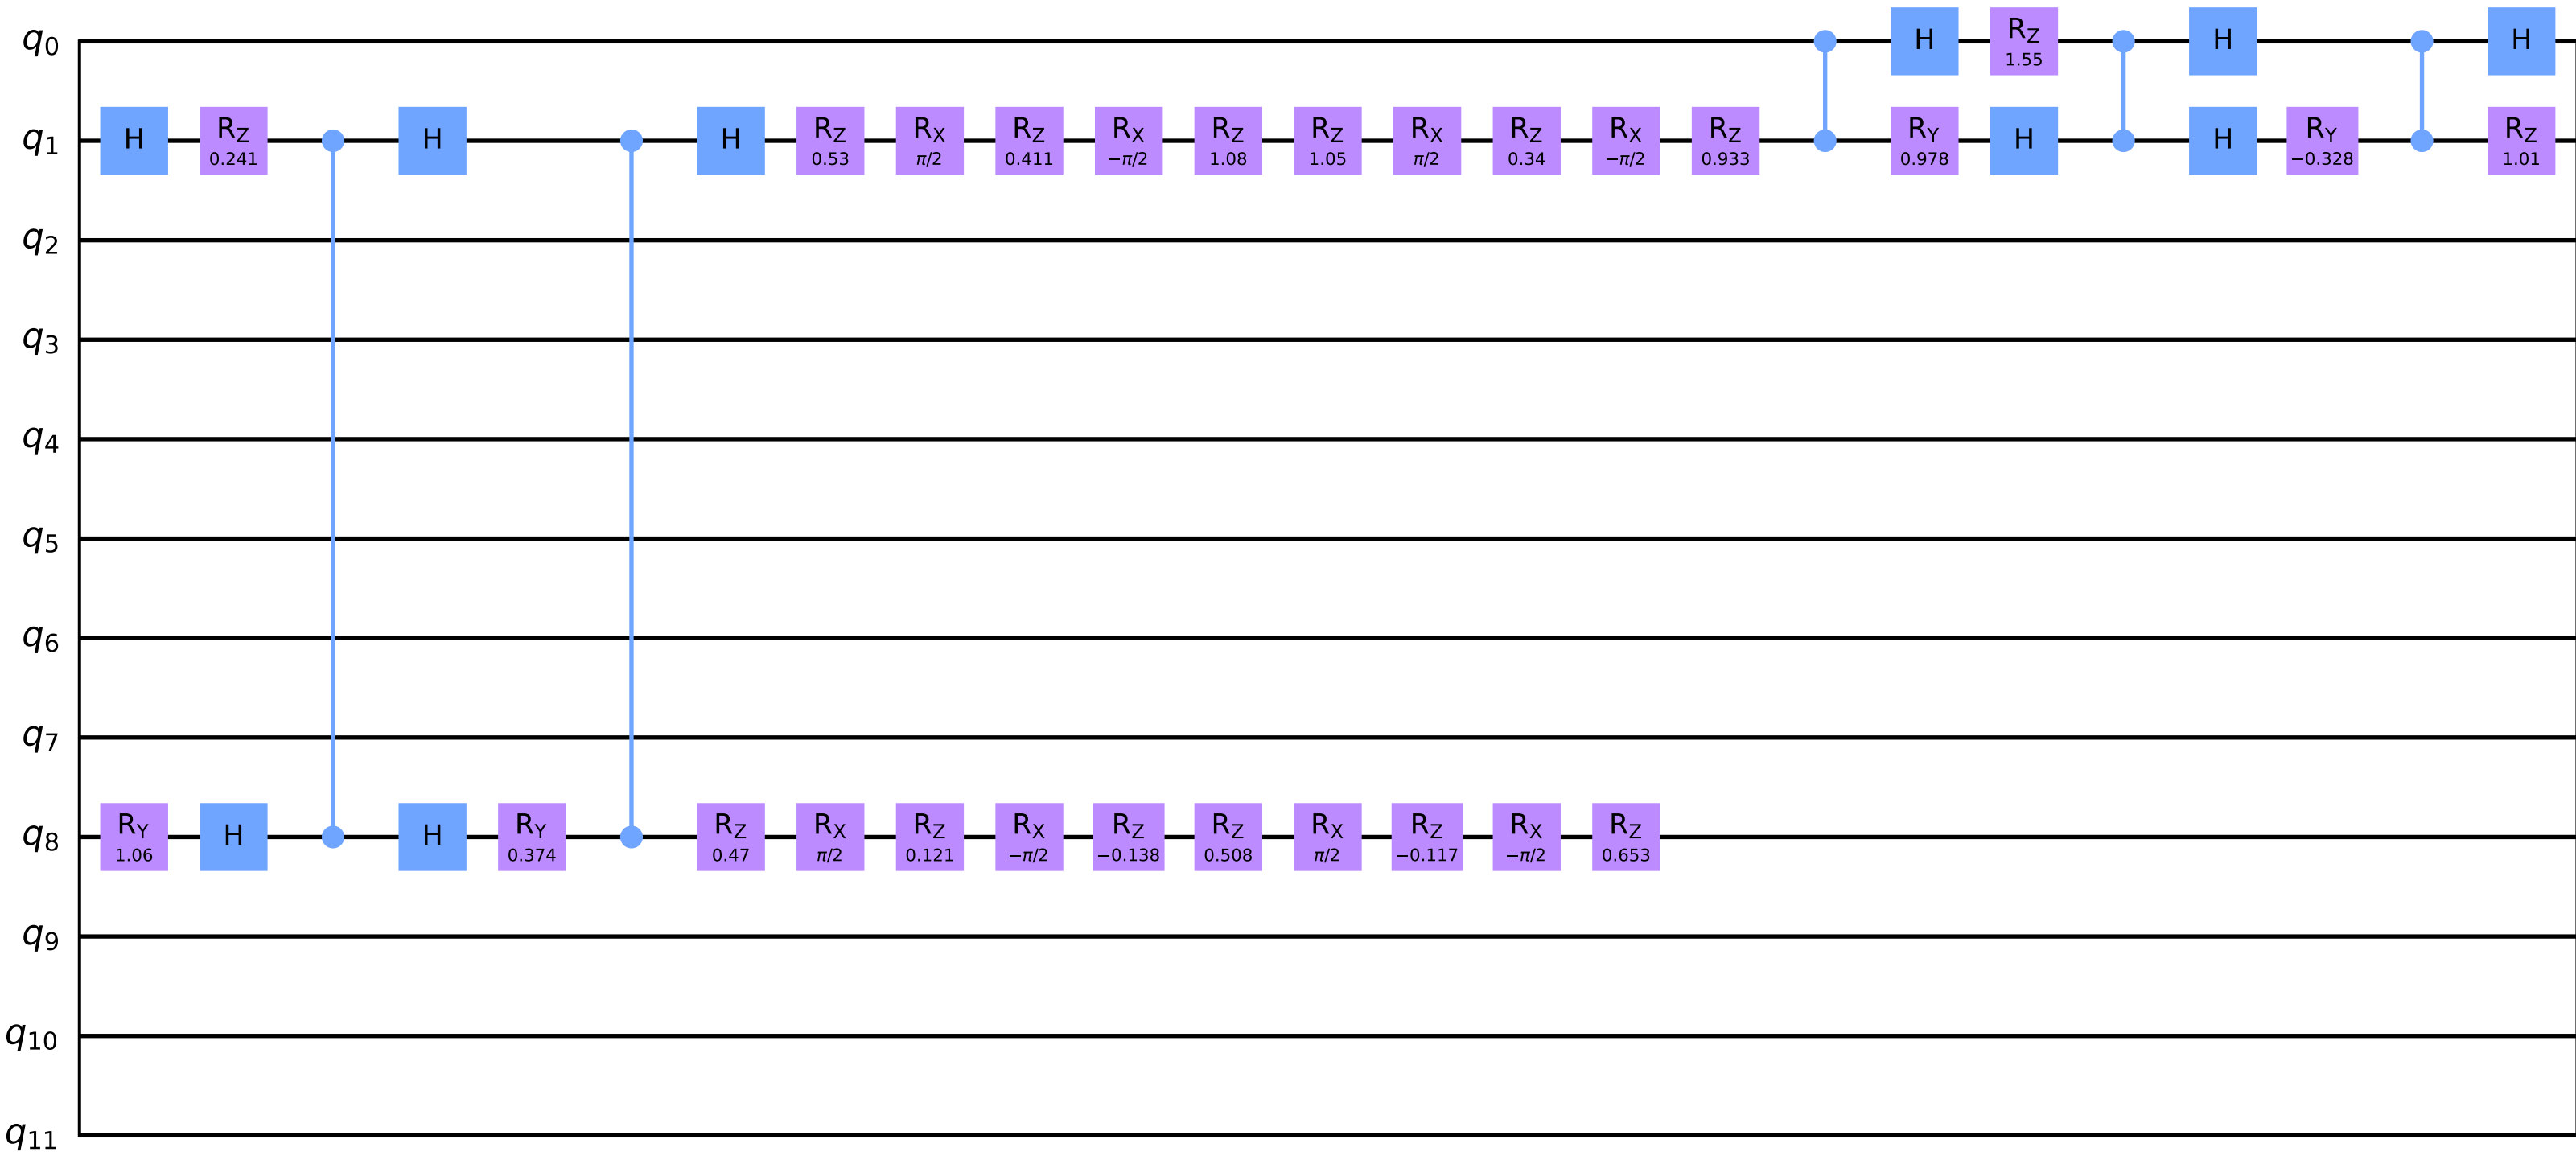 q0 H RZ 1.55 H H
q1 H RZ 0.241 H H RZ 0.53 RX π/2 RZ 0.411 RX −π/2 RZ 1.08 RZ 1.05 RX π/2 RZ 0.34 RX −π/2 RZ 0.933 RY 0.978 H H RY −0.328 RZ 1.01
q2
q3
q4
q5
q6
q7
q8 RY 1.06 H H RY 0.374 RZ 0.47 RX π/2 RZ 0.121 RX −π/2 RZ −0.138 RZ 0.508 RX π/2 RZ −0.117 RX −π/2 RZ 0.653
q9
q10
q11